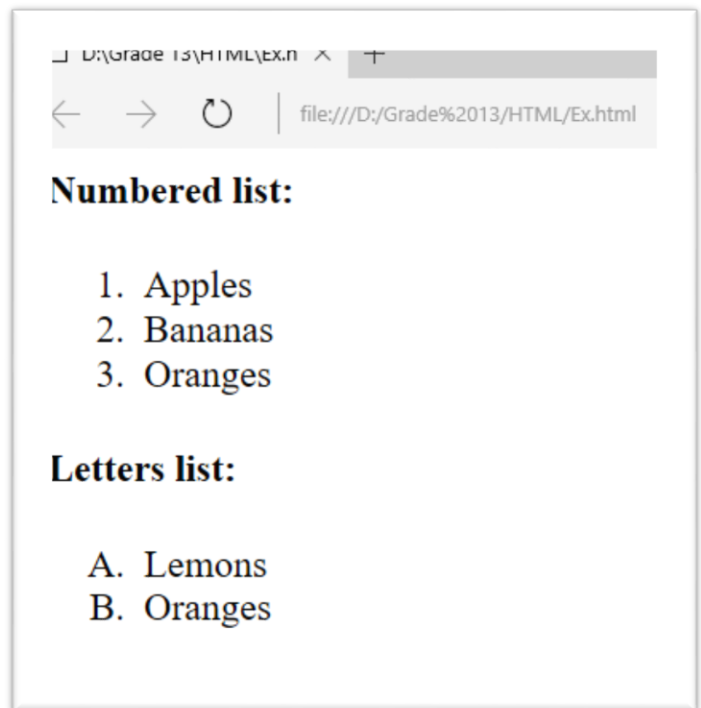 D:\Grade 13\HTML\Ex.h
file:///D:/Grade%2013/HTML/Ex.html
Numbered list:
1. Apples
2. Bananas
3. Oranges
Letters list:
A. Lemons
B. Oranges